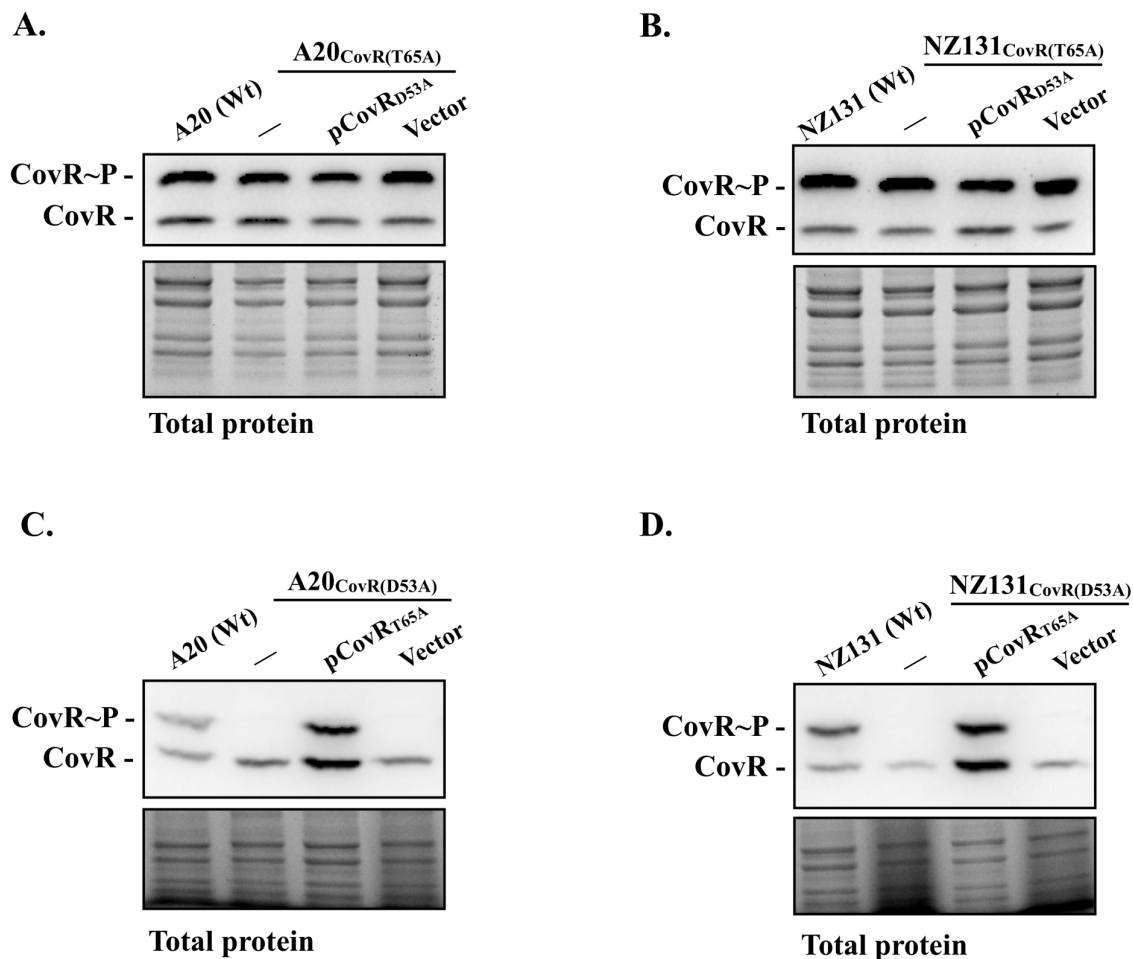 A.
A20CovR(T65A)
A20 (Wt)
—
pCovRD53A
Vector
CovR~P -
CovR -
Total protein
B.
NZ131CovR(T65A)
NZ131 (Wt)
—
pCovRD53A
Vector
CovR~P -
CovR -
Total protein
C.
A20CovR(D53A)
A20 (Wt)
—
pCovRT65A
Vector
CovR~P -
CovR -
Total protein
D.
NZ131CovR(D53A)
NZ131 (Wt)
—
pCovRT65A
Vector
CovR~P -
CovR -
Total protein